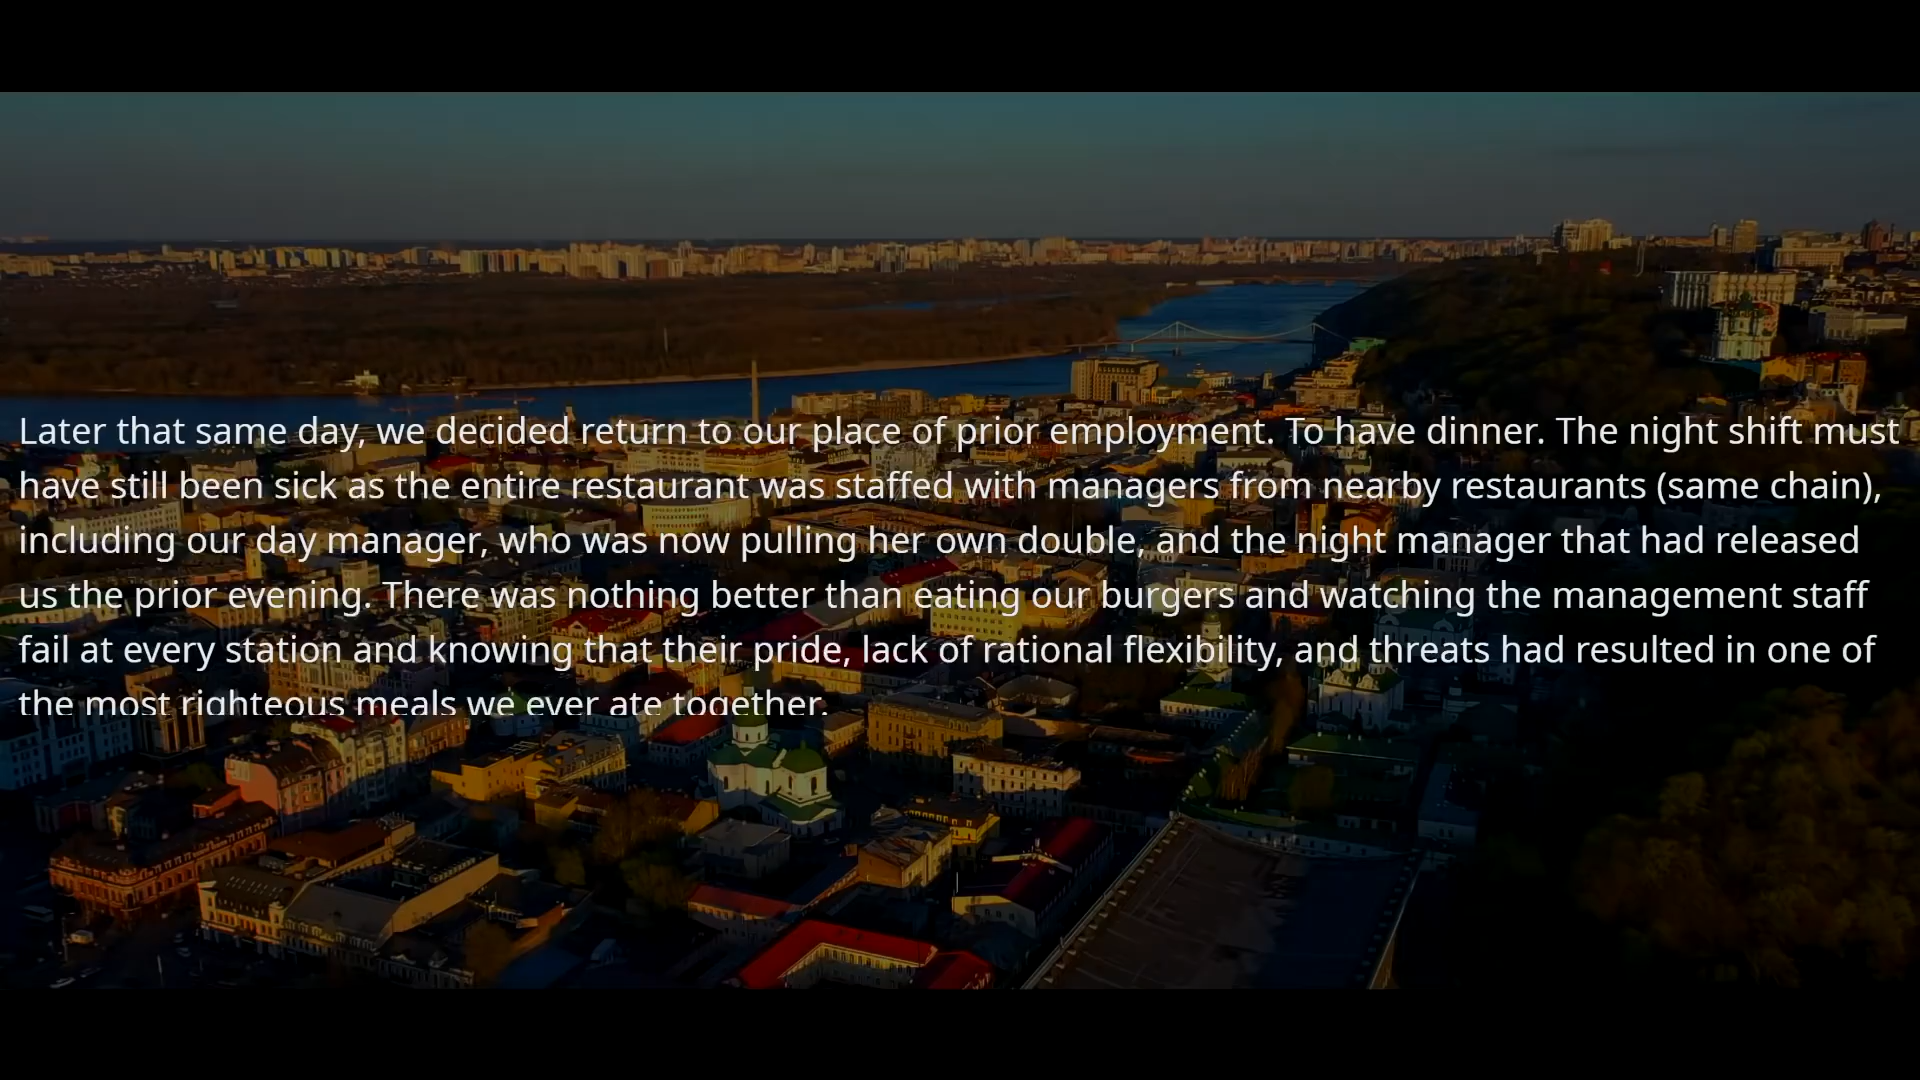 Later that same day, we decided return to our place of prior employment. To have dinner. The night shift must
have still been sick as the entire restaurant was staffed with managers from nearby restaurants (same chain),
including our day manager, who was now pulling her own double, and the night manager that had released
us the prior evening. There was nothing better than eating our burgers and watching the management staff
fail at every station and knowing that their pride, lack of rational flexibility, and threats had resulted in one of
the most righteous meals we ever ate together.